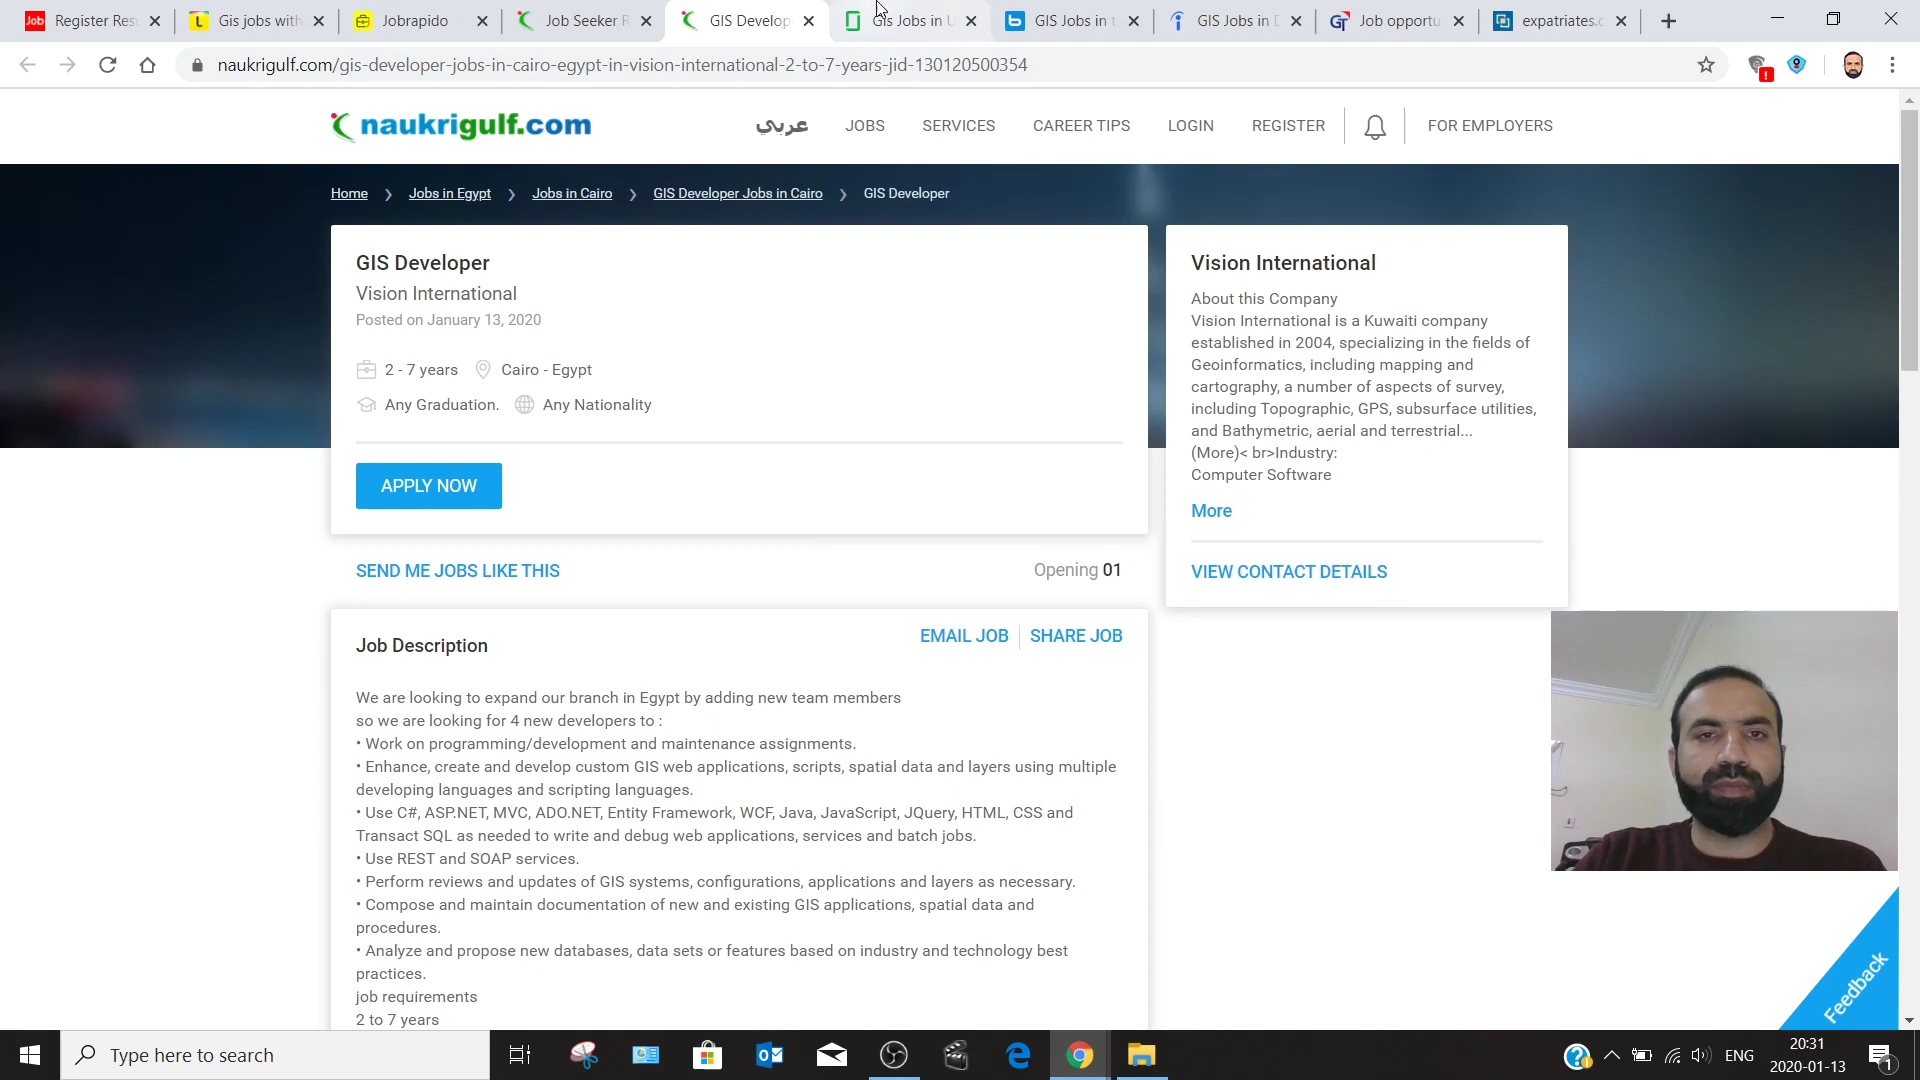 Job Register Res
L Gis jobs with
Jobrapido
Job Seeker R
GIS Develop
Gis Jobs in U
b GIS Jobs in t
GIS Jobs in D
GT Job opportu
expatriates.c
naukrigulf.com/gis-developer-jobs-in-cairo-egypt-in-vision-international-2-to-7-years-jid-130120500354
naukrigulf.com
عربي
JOBS
SERVICES
CAREER TIPS
LOGIN
REGISTER
FOR EMPLOYERS
Home > Jobs in Egypt > Jobs in Cairo > GIS Developer Jobs in Cairo > GIS Developer
GIS Developer
Vision International
Posted on January 13, 2020
2 - 7 years Cairo - Egypt
Any Graduation. Any Nationality
APPLY NOW
SEND ME JOBS LIKE THIS
Opening 01
Vision International
About this Company
Vision International is a Kuwaiti company
established in 2004, specializing in the fields of
Geoinformatics, including mapping and
cartography, a number of aspects of survey,
including Topographic, GPS, subsurface utilities,
and Bathymetric, aerial and terrestrial...
(More)< br>Industry:
Computer Software
More
VIEW CONTACT DETAILS
Job Description
EMAIL JOB
SHARE JOB
We are looking to expand our branch in Egypt by adding new team members
so we are looking for 4 new developers to :
• Work on programming/development and maintenance assignments.
• Enhance, create and develop custom GIS web applications, scripts, spatial data and layers using multiple
developing languages and scripting languages.
• Use C#, ASP.NET, MVC, ADO.NET, Entity Framework, WCF, Java, JavaScript, JQuery, HTML, CSS and
Transact SQL as needed to write and debug web applications, services and batch jobs.
• Use REST and SOAP services.
• Perform reviews and updates of GIS systems, configurations, applications and layers as necessary.
• Compose and maintain documentation of new and existing GIS applications, spatial data and
procedures.
• Analyze and propose new databases, data sets or features based on industry and technology best
practices.
job requirements
2 to 7 years
Feedback
Type here to search
ENG
20:31
2020-01-13
1